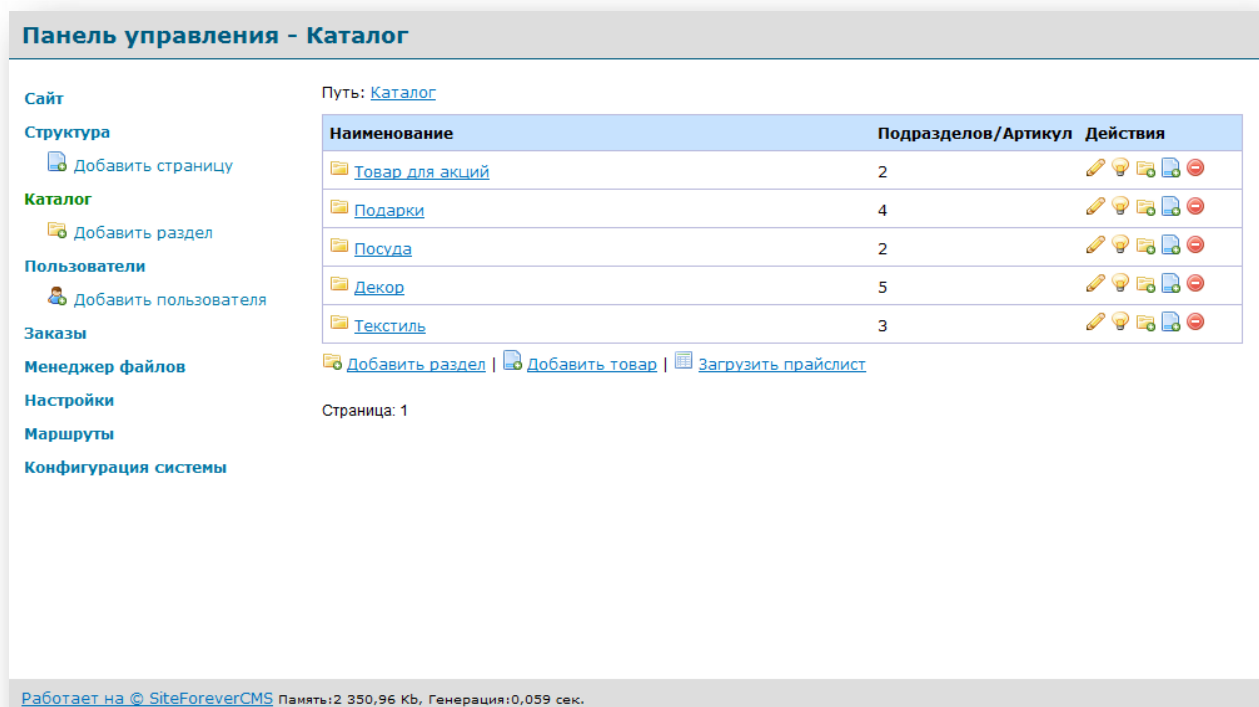 Панель управления - Каталог
Сайт
Структура
Добавить страницу
Каталог
Добавить раздел
Пользователи
Добавить пользователя
Заказы
Менеджер файлов
Настройки
Маршруты
Конфигурация системы
Путь: Каталог
Наименование Подразделов/Артикул Действия
Товар для акций 2
Подарки 4
Посуда 2
Декор 5
Текстиль 3
Добавить раздел | Добавить товар | Загрузить прайслист
Страница: 1
Работает на © SiteForeverCMS Память:2 350,96 Kb, Генерация:0,059 сек.